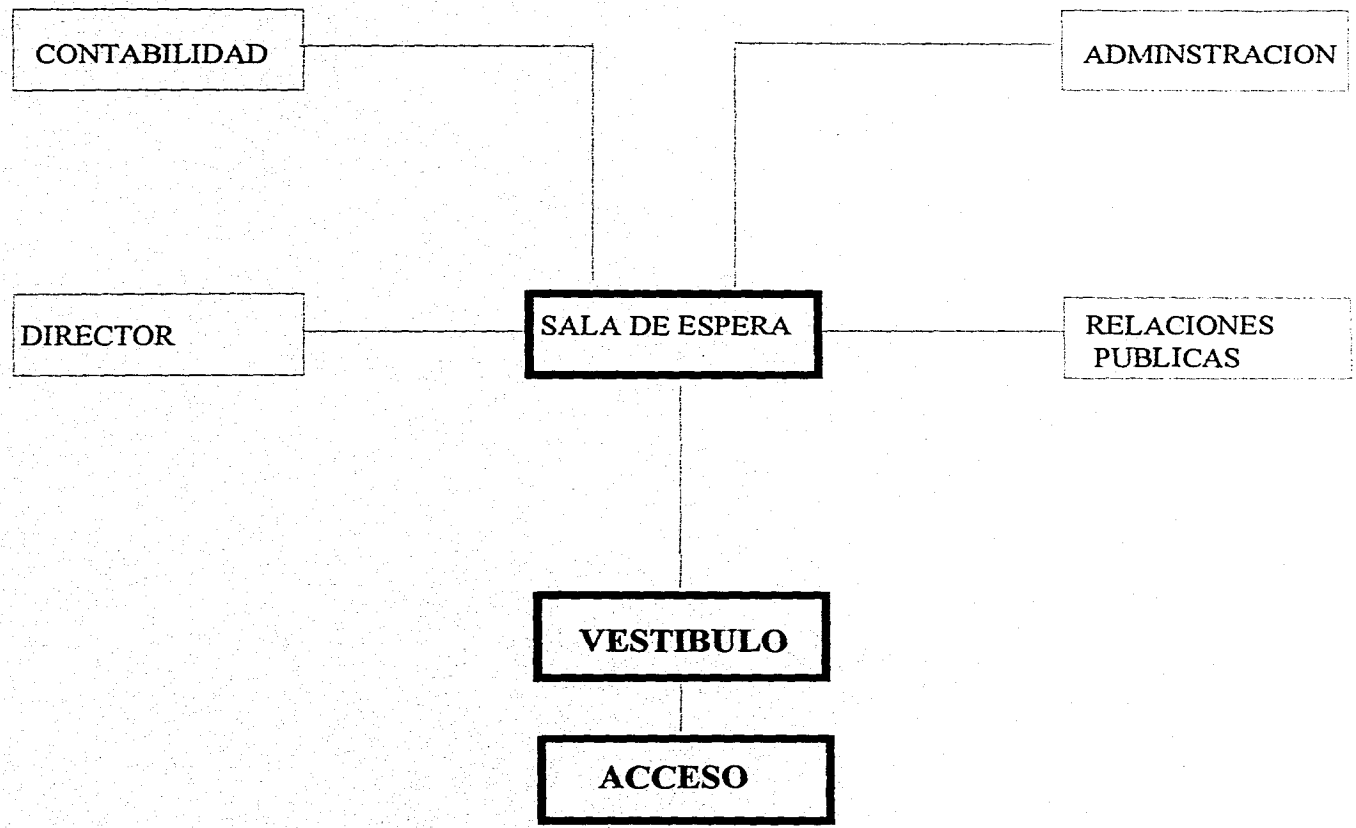 CONTABILIDAD
ADMINSTRACION
DIRECTOR
SALA DE ESPERA
RELACIONES
PUBLICAS
VESTIBULO
ACCESO